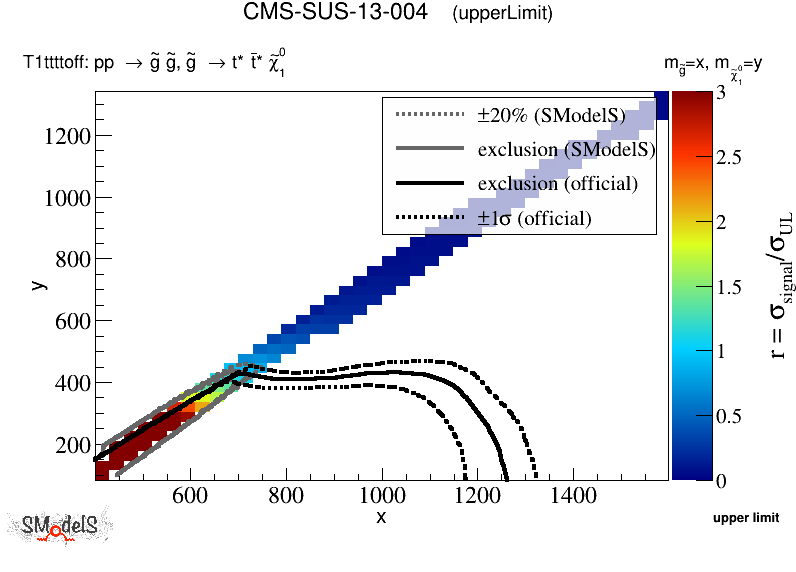 CMS-SUS-13-004 (upperLimit)
T1ttttoff: pp → g̃ g̃, g̃ → t* t̄* χ̃₁⁰
m_g̃=x, m_χ̃₁⁰=y
±20% (SModelS)
exclusion (SModelS)
exclusion (official)
±1σ (official)
1200
1000
800
600
400
200
y
600 800 1000 1200 1400
x
3
2.5
2
1.5
1
0.5
0
r = σ_signal/σ_UL
SModelS
upper limit